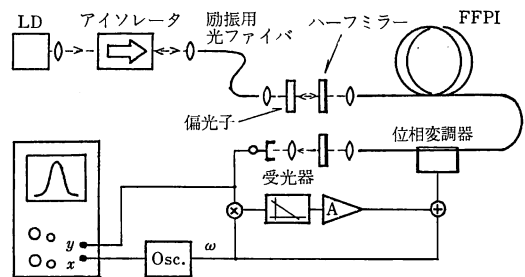 LD
アイソレータ
励振用
光ファイバ
ハーフミラー
FFPI
偏光子
位相変調器
受光器
A
y
x
Osc.
ω